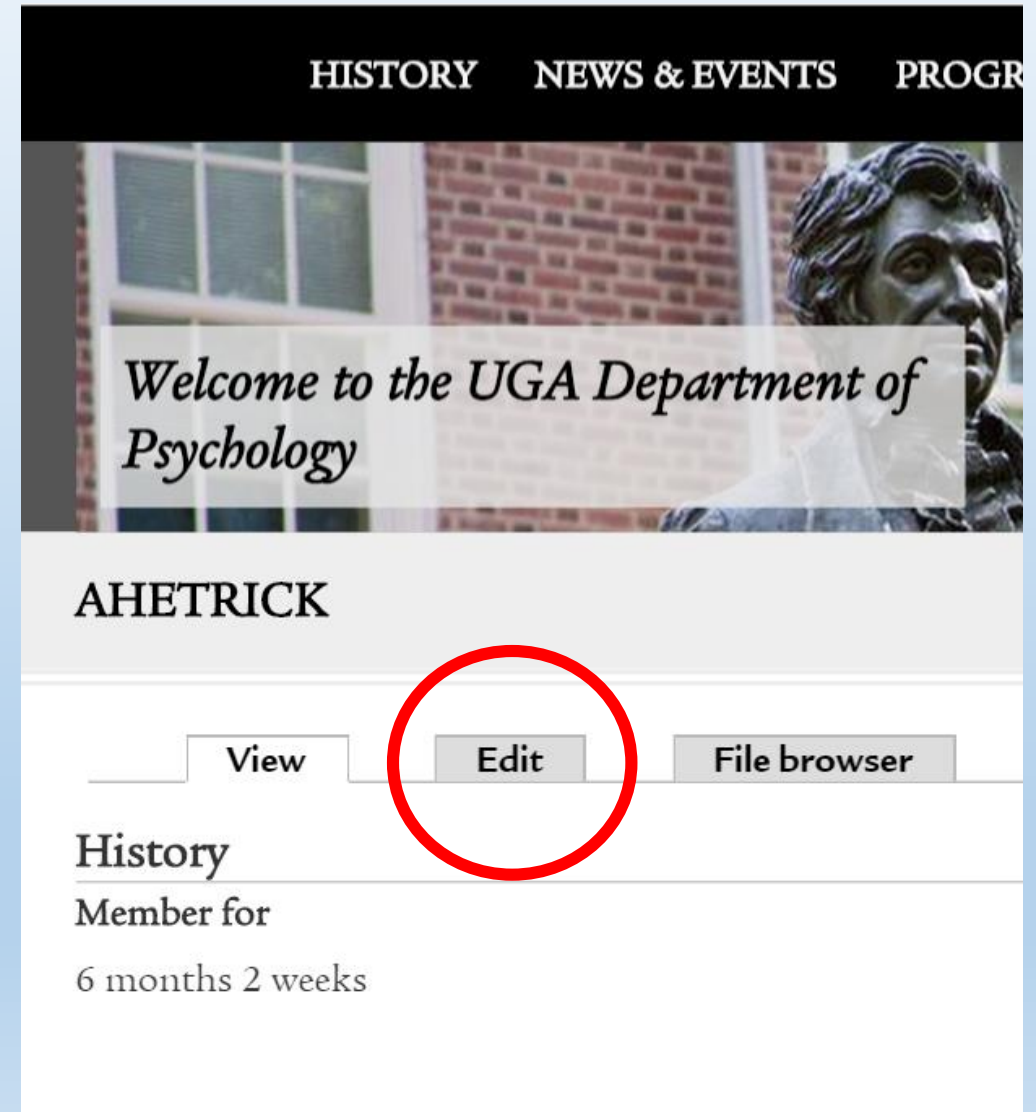 HISTORY NEWS & EVENTS PROGR
Welcome to the UGA Department of
Psychology
AHETRICK
View Edit File browser
History
Member for
6 months 2 weeks